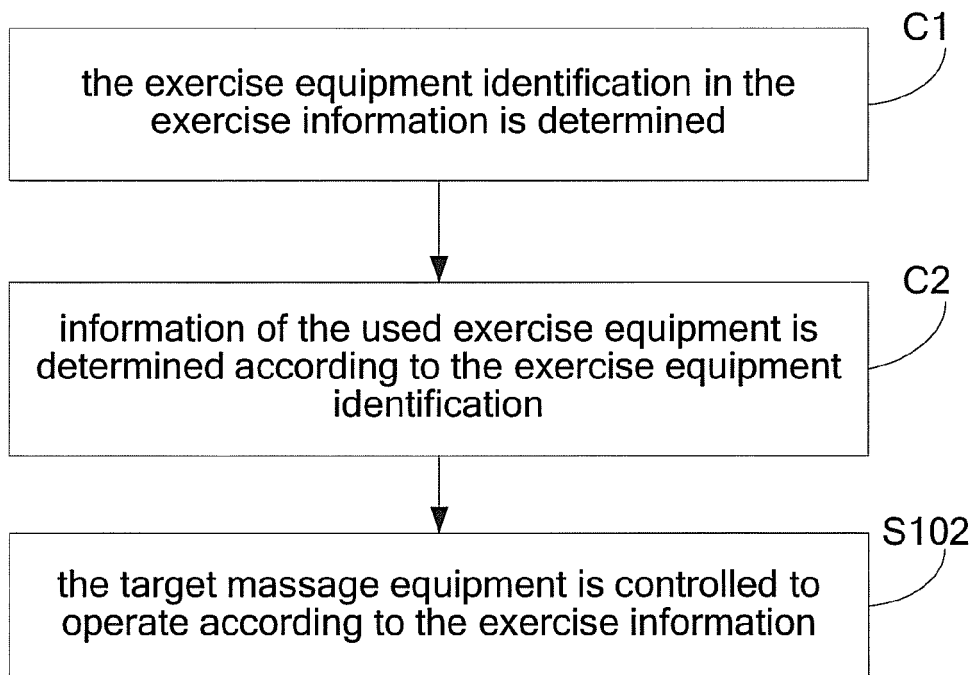 C1
the exercise equipment identification in the
exercise information is determined
C2
information of the used exercise equipment is
determined according to the exercise equipment
identification
S102
the target massage equipment is controlled to
operate according to the exercise information